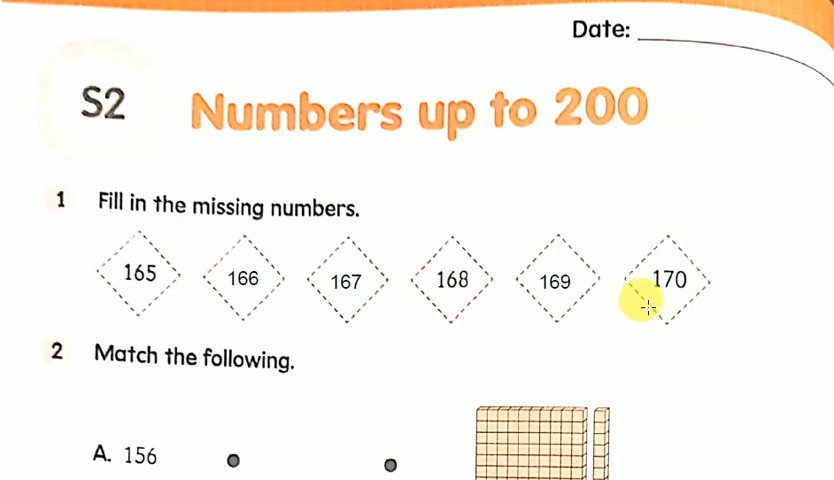 Date:
S2
Numbers up to 200
1 Fill in the missing numbers.
165 166 167 168 169 170
2 Match the following.
A. 156